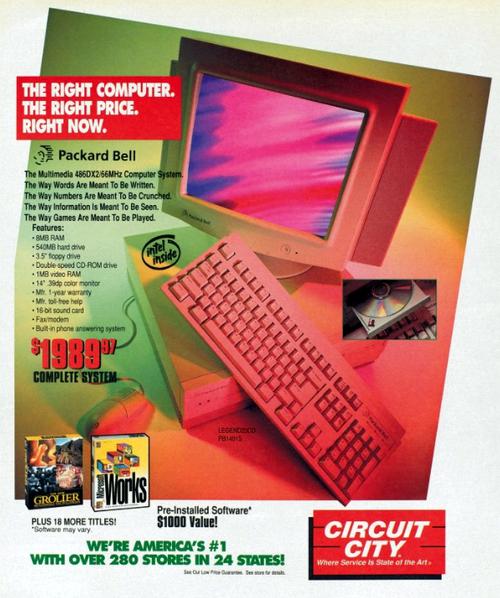 THE RIGHT COMPUTER.
THE RIGHT PRICE.
RIGHT NOW.
Packard Bell
The Multimedia 486DX2/66MHz Computer System.
The Way Words Are Meant To Be Written.
The Way Numbers Are Meant To Be Crunched.
The Way Information Is Meant To Be Seen.
The Way Games Are Meant To Be Played.
Features:
• 8MB RAM
• 540MB hard drive
• 3.5" floppy drive
• Double-speed CD-ROM drive
• 1MB video RAM
• 14" .39dp color monitor
• Mfr. 1-year warranty
• Mfr. toll-free help
• 16-bit sound card
• Fax/modem
• Built-in phone answering system
$1989.97
COMPLETE SYSTEM
Packard Bell
intel
inside
Packard Bell
LEGEND20CD
GROLIER
Microsoft
Works
PLUS 18 MORE TITLES!
*Software may vary.
Pre-Installed Software*
$1000 Value!
WE'RE AMERICA'S #1
WITH OVER 280 STORES IN 24 STATES!
See Our Low Price Guarantee. See store for details.
CIRCUIT
CITY
Where Service Is State of the Art